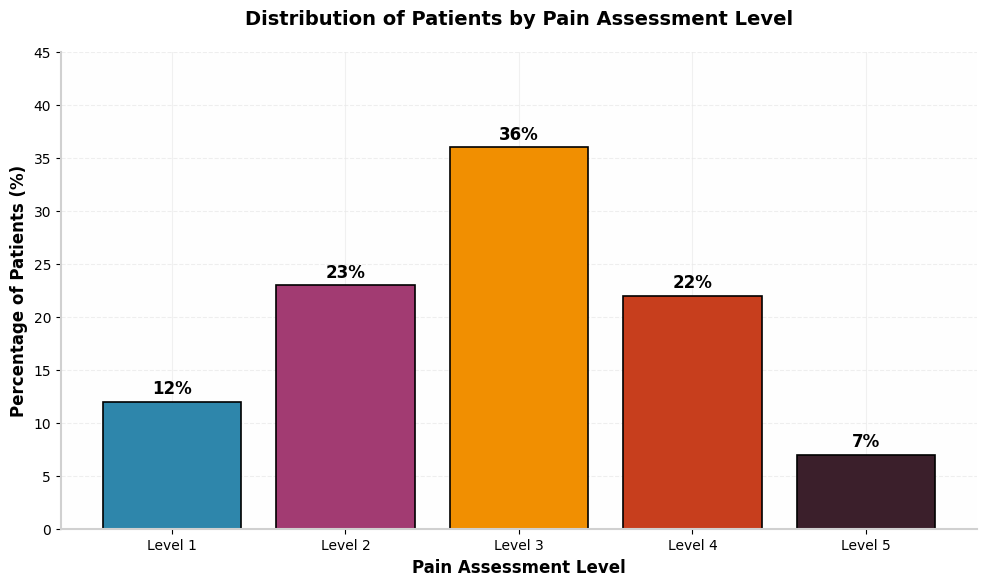 Distribution of Patients by Pain Assessment Level
Percentage of Patients (%)
45
40
35
30
25
20
15
10
5
0
12%
23%
36%
22%
7%
Level 1
Level 2
Level 3
Level 4
Level 5
Pain Assessment Level